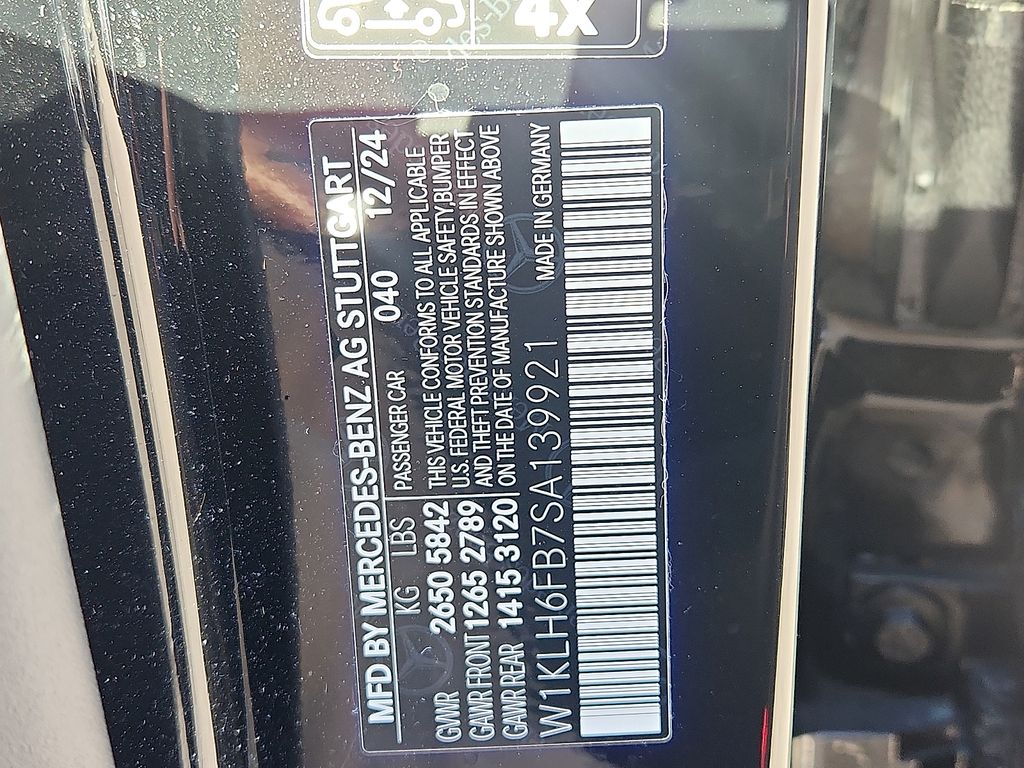 4X
MFD BY MERCEDES-BENZ AG STUTTGART
KG LBS 040 12/24
GVWR 2650 5842
GAWR FRONT 1265 2789
GAWR REAR 1415 3120
PASSENGER CAR
THIS VEHICLE CONFORMS TO ALL APPLICABLE
U.S. FEDERAL MOTOR VEHICLE SAFETY,BUMPER
AND THEFT PREVENTION STANDARDS IN EFFECT
ON THE DATE OF MANUFACTURE SHOWN ABOVE
W1KLH6FB7SA139921 MADE IN GERMANY